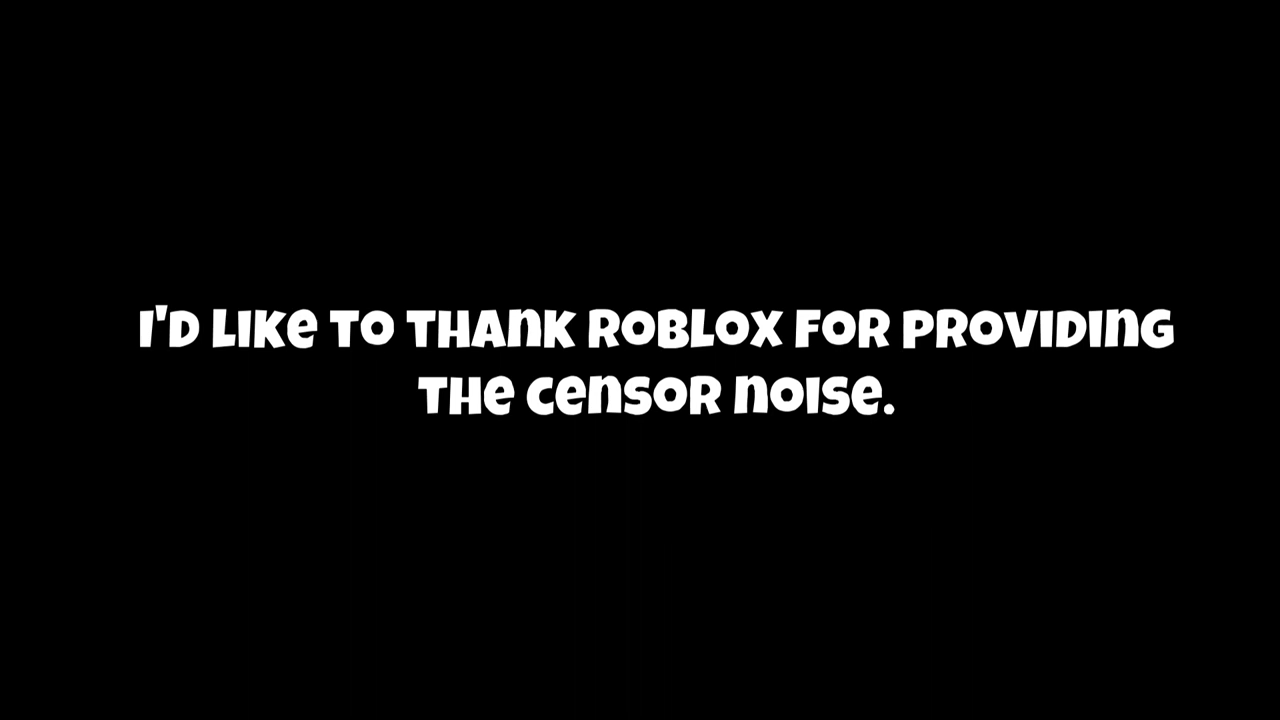 I'D LIKE TO THANK ROBLOX FOR PROVIDING
THE CENSOR NOISE.